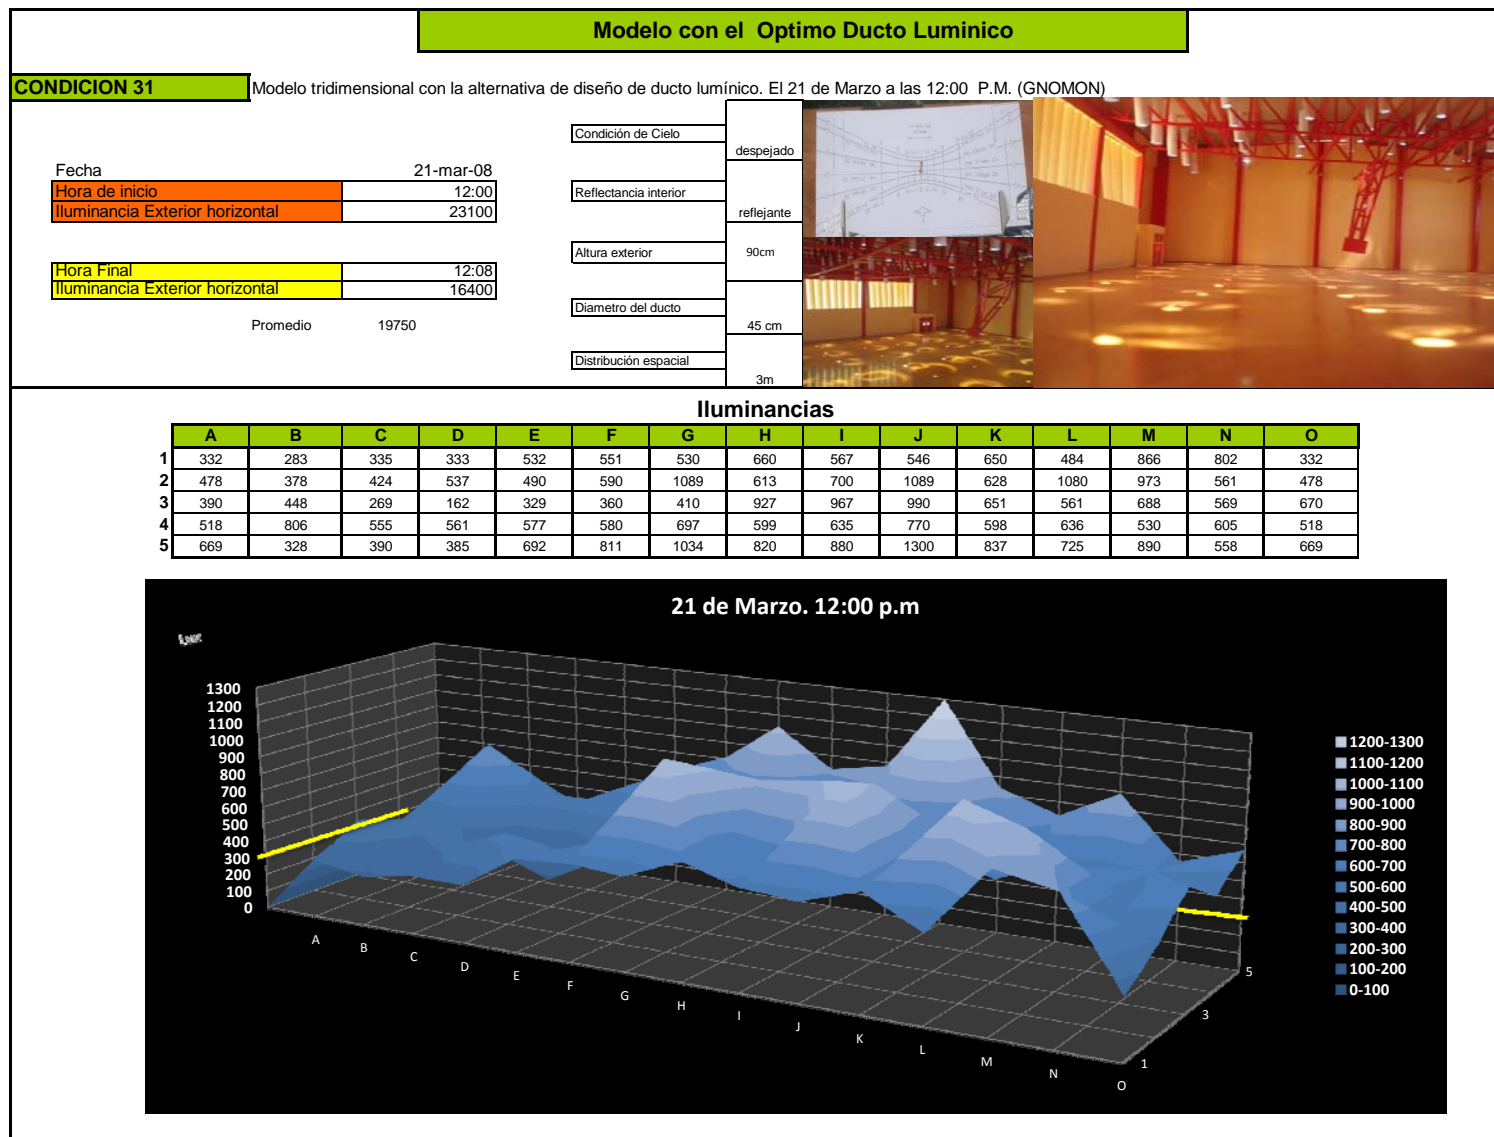 Modelo con el Optimo Ducto Luminico
CONDICION 31 Modelo tridimensional con la alternativa de diseño de ducto lumínico. El 21 de Marzo a las 12:00 P.M. (GNOMON)
Fecha 21-mar-08
Hora de inicio 12:00
Iluminancia Exterior horizontal 23100
Hora Final 12:08
Iluminancia Exterior horizontal 16400
Promedio 19750
Condición de Cielo despejado
Reflectancia interior reflejante
Altura exterior 90cm
Diametro del ducto 45 cm
Distribución espacial 3m
Iluminancias
A B C D E F G H I J K L M N O
1 332 283 335 333 532 551 530 660 567 546 650 484 866 802 332
2 478 378 424 537 490 590 1089 613 700 1089 628 1080 973 561 478
3 390 448 269 162 329 360 410 927 967 990 651 561 688 569 670
4 518 806 555 561 577 580 697 599 635 770 598 636 530 605 518
5 669 328 390 385 692 811 1034 820 880 1300 837 725 890 558 669
21 de Marzo. 12:00 p.m
1300
1200
1100
1000
900
800
700
600
500
400
300
200
100
0
A B C D E F G H I J K L M N O
1
3
5
1200-1300
1100-1200
1000-1100
900-1000
800-900
700-800
600-700
500-600
400-500
300-400
200-300
100-200
0-100